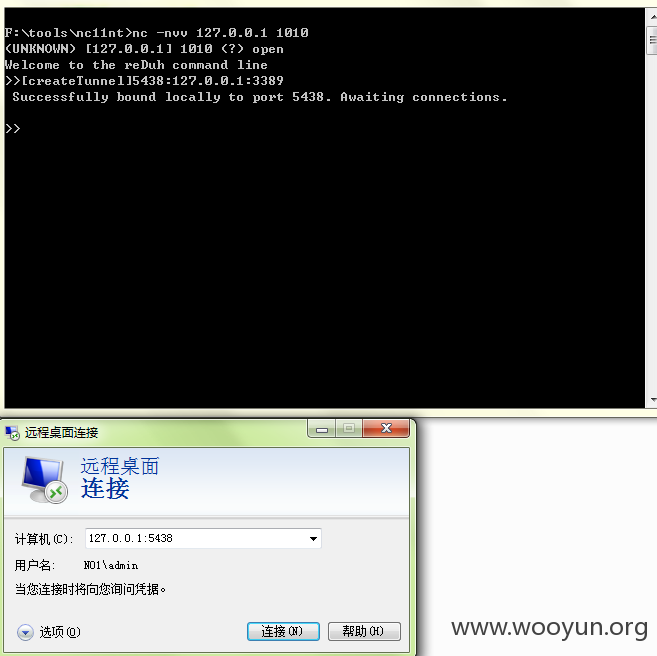 F:\tools\nc11nt>nc -nvv 127.0.0.1 1010
(UNKNOWN) [127.0.0.1] 1010 (?) open
Welcome to the reDuh command line
>>[createTunnel]5438:127.0.0.1:3389
Successfully bound locally to port 5438. Awaiting connections.
>>
远程桌面连接
远程桌面
连接
计算机(C): 127.0.0.1:5438
用户名: NO1\admin
当您连接时将向您询问凭据。
选项(O) 连接(N) 帮助(H)
www.wooyun.org